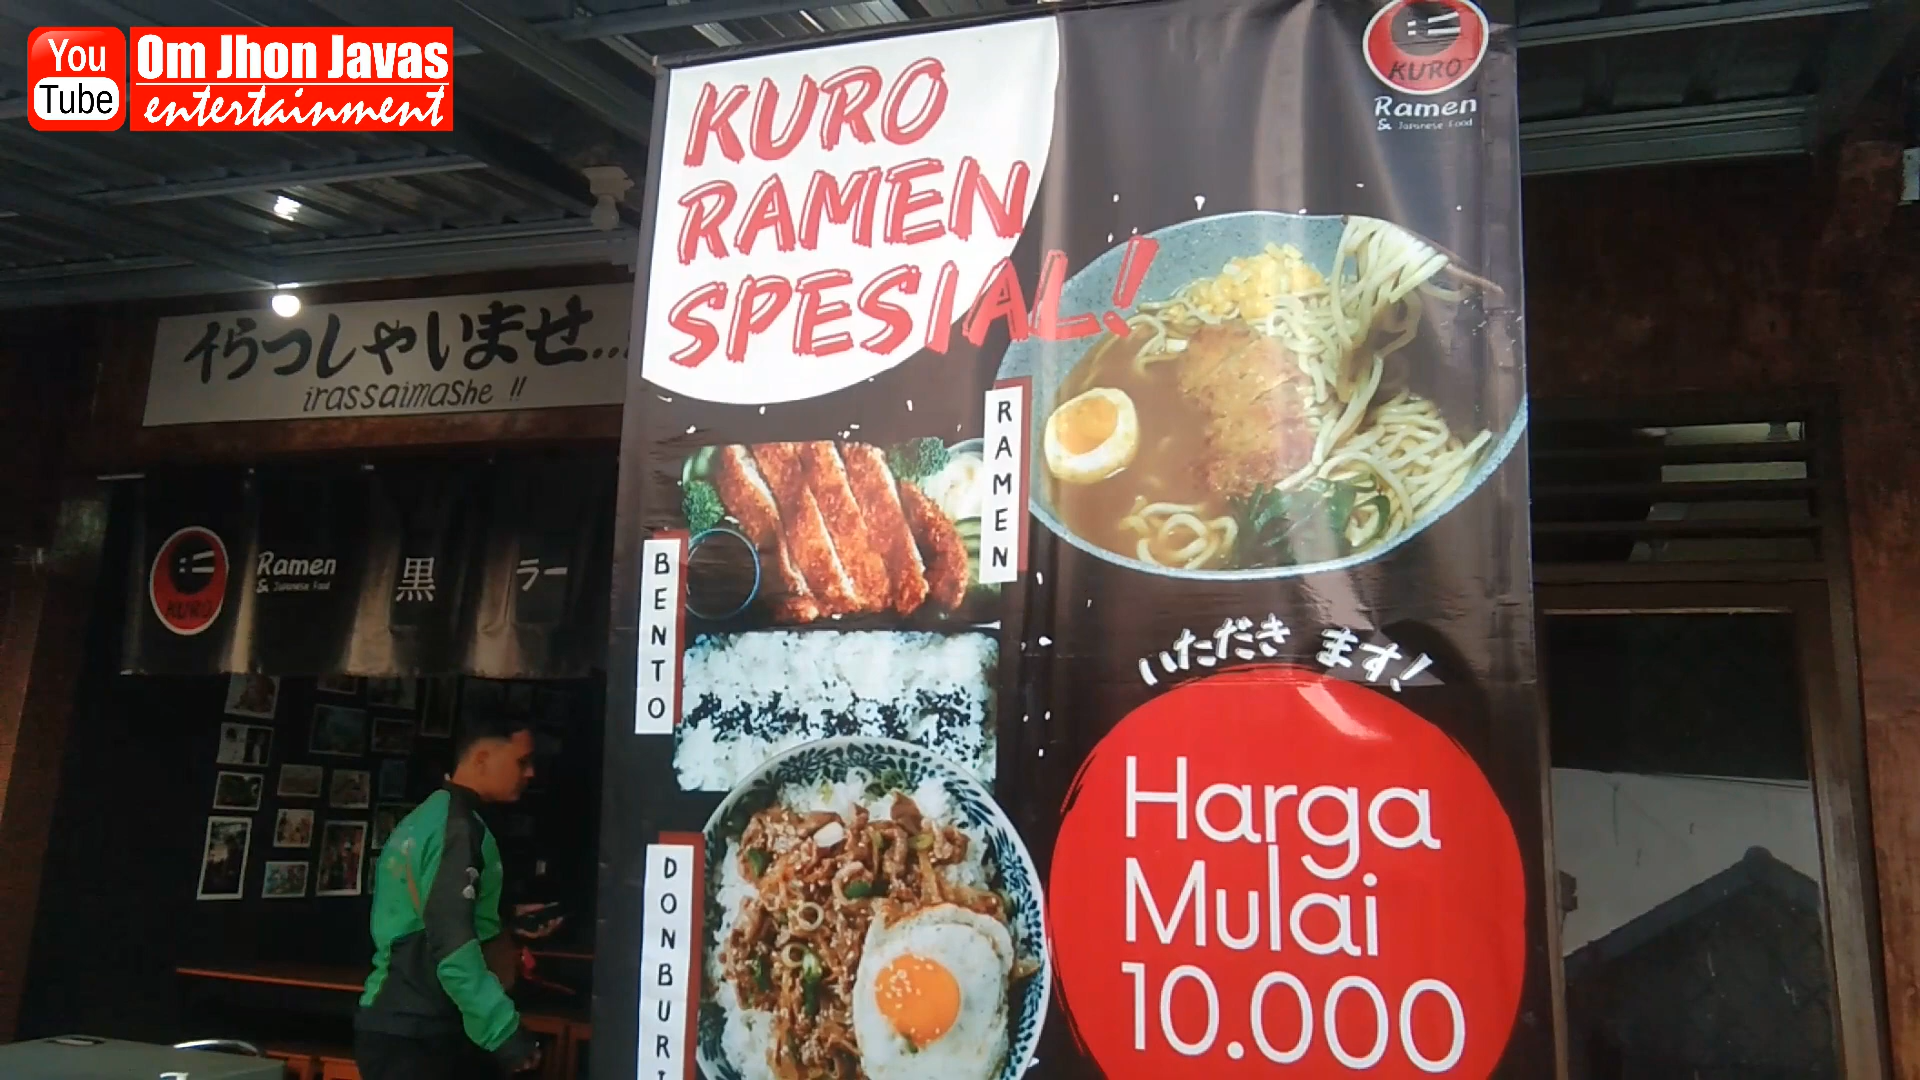 You
Tube
Om Jhon Javas
entertainment
KURO
RAMEN
SPESIAL!
KURO
Ramen
& Japanese Food
いらっしゃいませ...
irassaimashe !!
KURO
Ramen
& Japanese Food
黒
ラー
RAMEN
BENTO
DONBURI
いただき ます!
Harga
Mulai
10.000